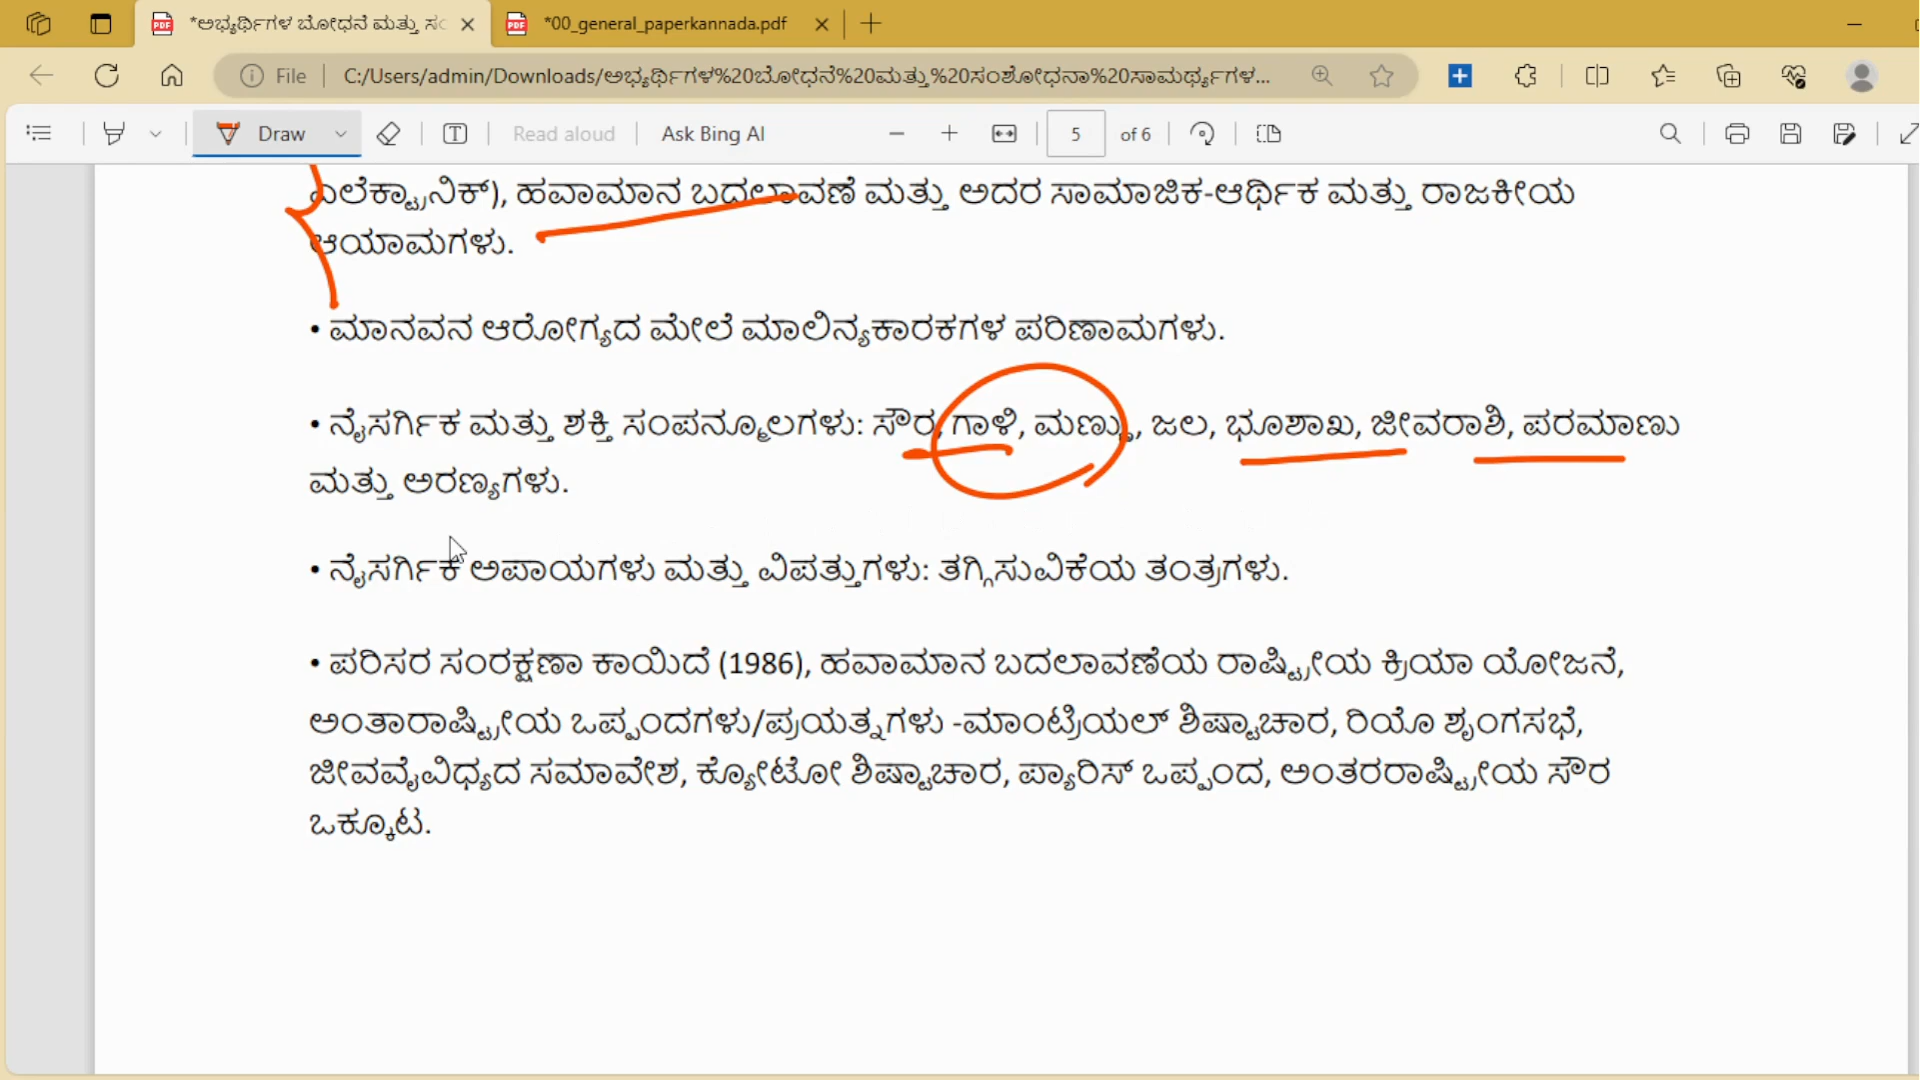 *ಅಭ್ಯರ್ಥಿಗಳ ಬೋಧನೆ ಮತ್ತು
*00_general_paperkannada.pdf
File
C:/Users/admin/Downloads/ಅಭ್ಯರ್ಥಿಗಳ%20ಬೋಧನೆ%20ಮತ್ತು%20ಸಂಶೋಧನಾ%20ಸಾಮರ್ಥ್ಯಗಳ...
Draw Read aloud Ask Bing AI 5 of 6
ಎಲೆಕ್ಟ್ರಾನಿಕ್), ಹವಾಮಾನ ಬದಲಾವಣೆ ಮತ್ತು ಅದರ ಸಾಮಾಜಿಕ-ಆರ್ಥಿಕ ಮತ್ತು ರಾಜಕೀಯ
ಆಯಾಮಗಳು.
• ಮಾನವನ ಆರೋಗ್ಯದ ಮೇಲೆ ಮಾಲಿನ್ಯಕಾರಕಗಳ ಪರಿಣಾಮಗಳು.
• ನೈಸರ್ಗಿಕ ಮತ್ತು ಶಕ್ತಿ ಸಂಪನ್ಮೂಲಗಳು: ಸೌರ, ಗಾಳಿ, ಮಣ್ಣು, ಜಲ, ಭೂಶಾಖ, ಜೀವರಾಶಿ, ಪರಮಾಣು
ಮತ್ತು ಅರಣ್ಯಗಳು.
• ನೈಸರ್ಗಿಕ ಅಪಾಯಗಳು ಮತ್ತು ವಿಪತ್ತುಗಳು: ತಗ್ಗಿಸುವಿಕೆಯ ತಂತ್ರಗಳು.
• ಪರಿಸರ ಸಂರಕ್ಷಣಾ ಕಾಯಿದೆ (1986), ಹವಾಮಾನ ಬದಲಾವಣೆಯ ರಾಷ್ಟ್ರೀಯ ಕ್ರಿಯಾ ಯೋಜನೆ,
ಅಂತಾರಾಷ್ಟ್ರೀಯ ಒಪ್ಪಂದಗಳು/ಪ್ರಯತ್ನಗಳು -ಮಾಂಟ್ರಿಯಲ್ ಶಿಷ್ಟಾಚಾರ, ರಿಯೊ ಶೃಂಗಸಭೆ,
ಜೀವವೈವಿಧ್ಯದ ಸಮಾವೇಶ, ಕ್ಯೋಟೋ ಶಿಷ್ಟಾಚಾರ, ಪ್ಯಾರಿಸ್ ಒಪ್ಪಂದ, ಅಂತರರಾಷ್ಟ್ರೀಯ ಸೌರ
ಒಕ್ಕೂಟ.